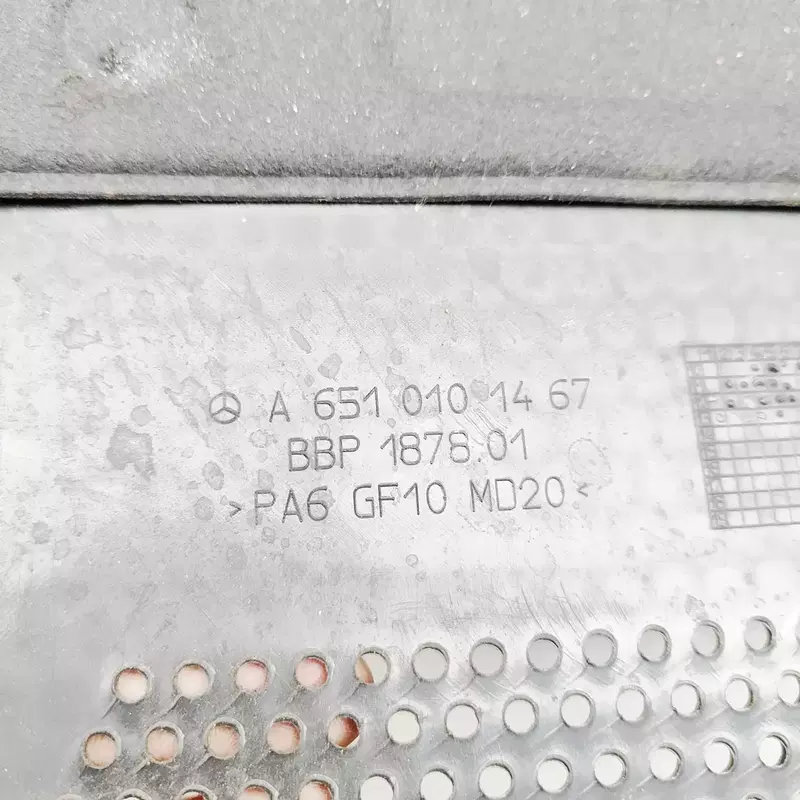 A 651 010 14 67
BBP 1878.01
>PA6 GF10 MD20<